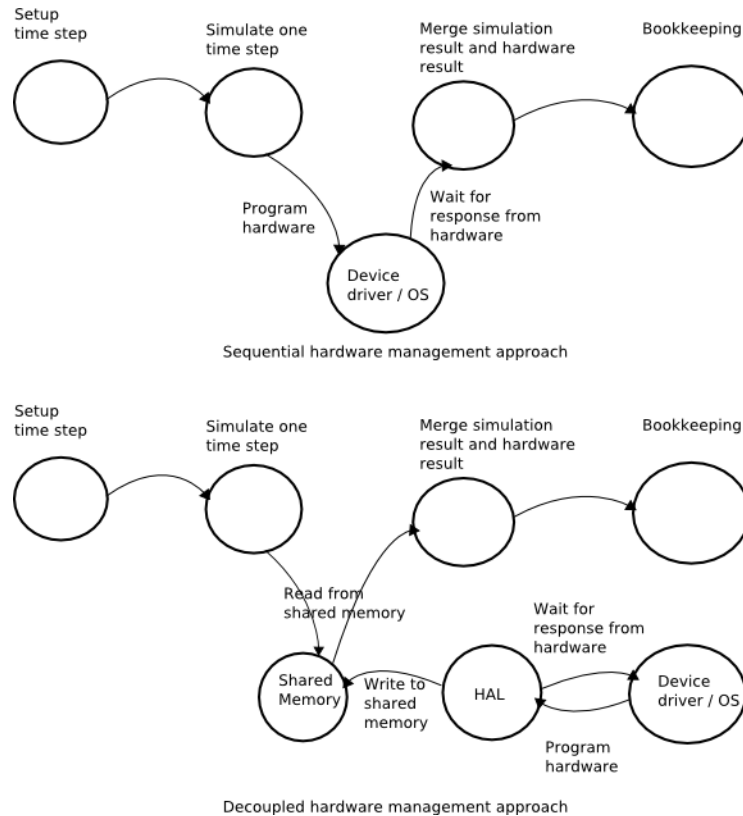 Setup
time step
Simulate one
time step
Merge simulation
result and hardware
result
Bookkeeping
Program
hardware
Wait for
response from
hardware
Device
driver / OS
Sequential hardware management approach
Setup
time step
Simulate one
time step
Merge simulation
result and hardware
result
Bookkeeping
Read from
shared memory
Wait for
response from
hardware
Shared
Memory
Write to
shared
memory
HAL
Device
driver / OS
Program
hardware
Decoupled hardware management approach